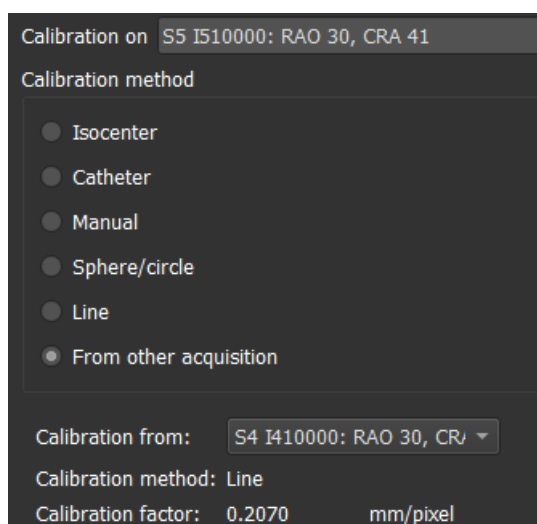 Calibration on S5 I510000: RAO 30, CRA 41
Calibration method
Isocenter
Catheter
Manual
Sphere/circle
Line
From other acquisition
Calibration from: S4 I410000: RAO 30, CR
Calibration method: Line
Calibration factor: 0.2070 mm/pixel